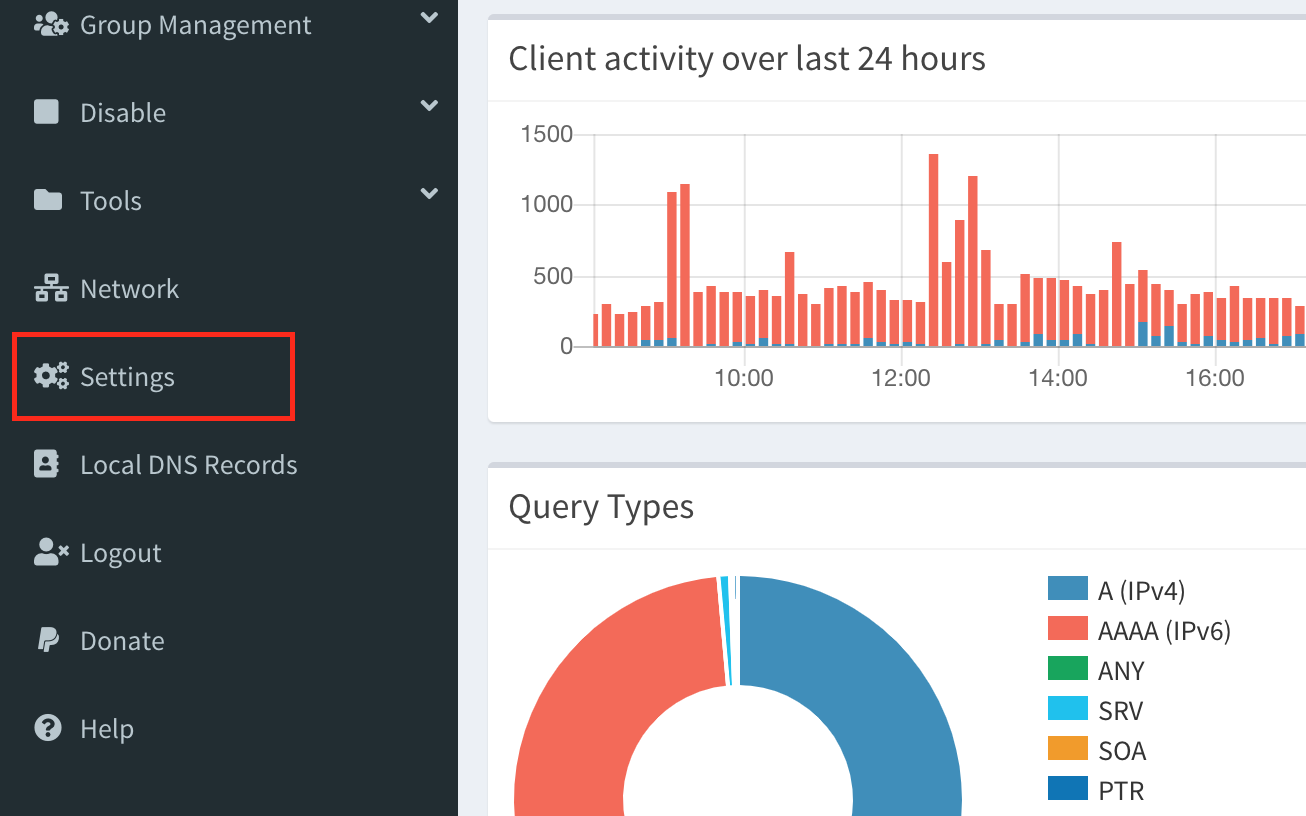 Group Management
Disable
Tools
Network
Settings
Local DNS Records
Logout
Donate
Help
Client activity over last 24 hours
1500
1000
500
0
10:00 12:00 14:00 16:00
Query Types
A (IPv4)
AAAA (IPv6)
ANY
SRV
SOA
PTR